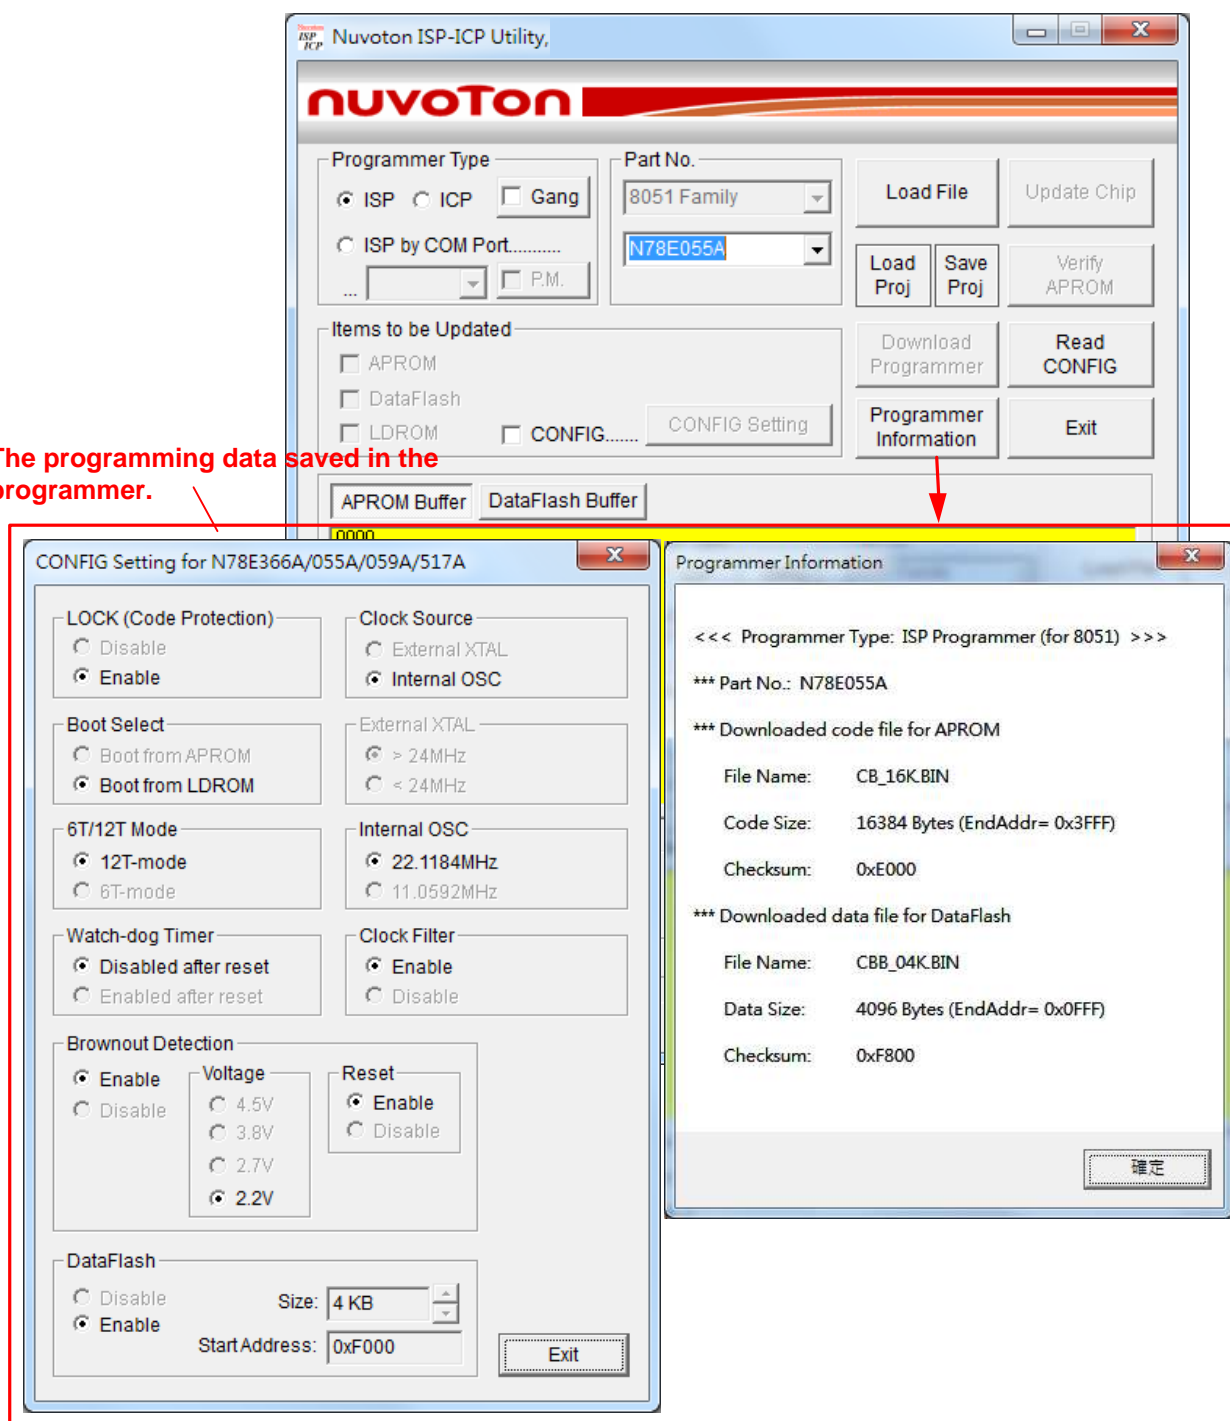 Nuvoton ISP-ICP Utility,
nuvoTon
Programmer Type
ISP ICP Gang
ISP by COM Port...........
... P.M.
Part No.
8051 Family
N78E055A
Load File
Update Chip
Load Proj
Save Proj
Verify APROM
Items to be Updated
APROM
DataFlash
LDROM
CONFIG.......
CONFIG Setting
Download Programmer
Read CONFIG
Programmer Information
Exit
The programming data saved in the
programmer.
APROM Buffer
DataFlash Buffer
CONFIG Setting for N78E366A/055A/059A/517A
LOCK (Code Protection)
Disable
Enable
Clock Source
External XTAL
Internal OSC
Boot Select
Boot from APROM
Boot from LDROM
External XTAL
> 24MHz
< 24MHz
6T/12T Mode
12T-mode
6T-mode
Internal OSC
22.1184MHz
11.0592MHz
Watch-dog Timer
Disabled after reset
Enabled after reset
Clock Filter
Enable
Disable
Brownout Detection
Enable
Disable
Voltage
4.5V
3.8V
2.7V
2.2V
Reset
Enable
Disable
DataFlash
Disable
Enable
Size: 4 KB
Start Address: 0xF000
Exit
Programmer Information
<<< Programmer Type: ISP Programmer (for 8051) >>>
*** Part No.: N78E055A
*** Downloaded code file for APROM
File Name: CB_16K.BIN
Code Size: 16384 Bytes (EndAddr= 0x3FFF)
Checksum: 0xE000
*** Downloaded data file for DataFlash
File Name: CBB_04K.BIN
Data Size: 4096 Bytes (EndAddr= 0x0FFF)
Checksum: 0xF800
確定